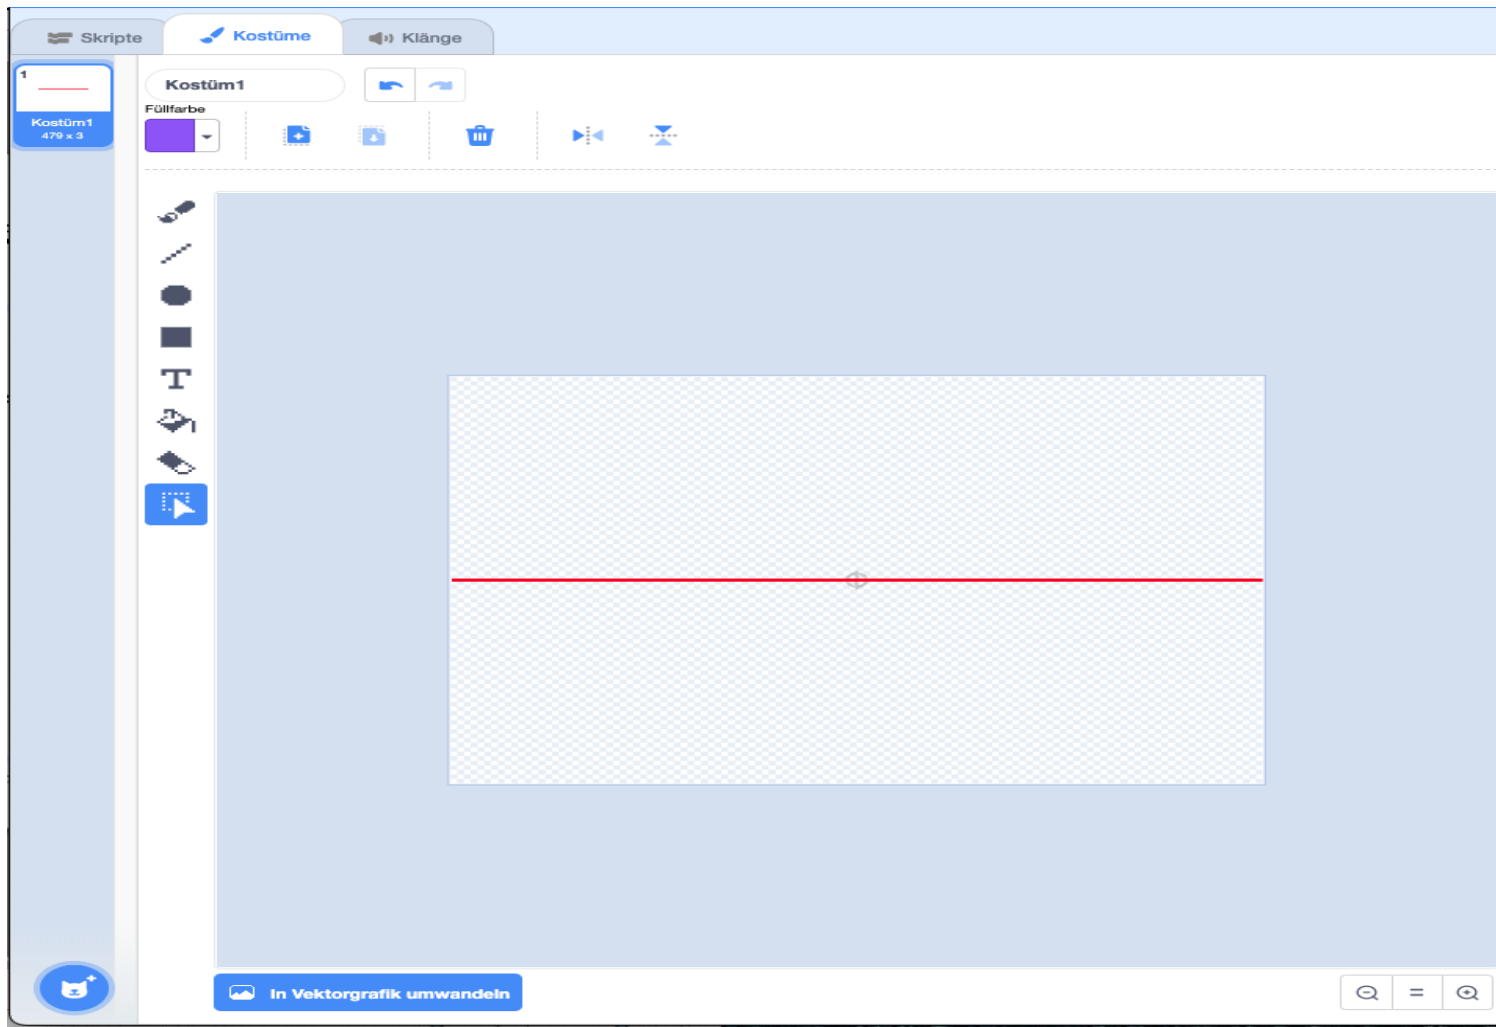 Skripte
Kostüme
Klänge
1
Kostüm1
479 x 3
Kostüm1
Füllfarbe
T
In Vektorgrafik umwandeln